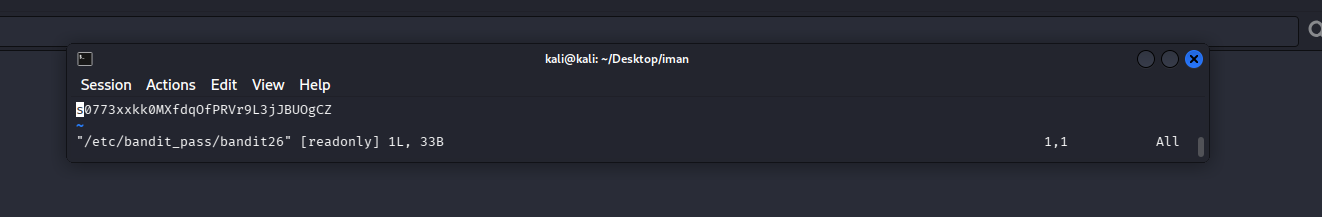 kali@kali: ~/Desktop/iman
Session Actions Edit View Help
s0773xxkk0MXfdqOfPRVr9L3jJBUOgCZ
~
"/etc/bandit_pass/bandit26" [readonly] 1L, 33B 1,1 All